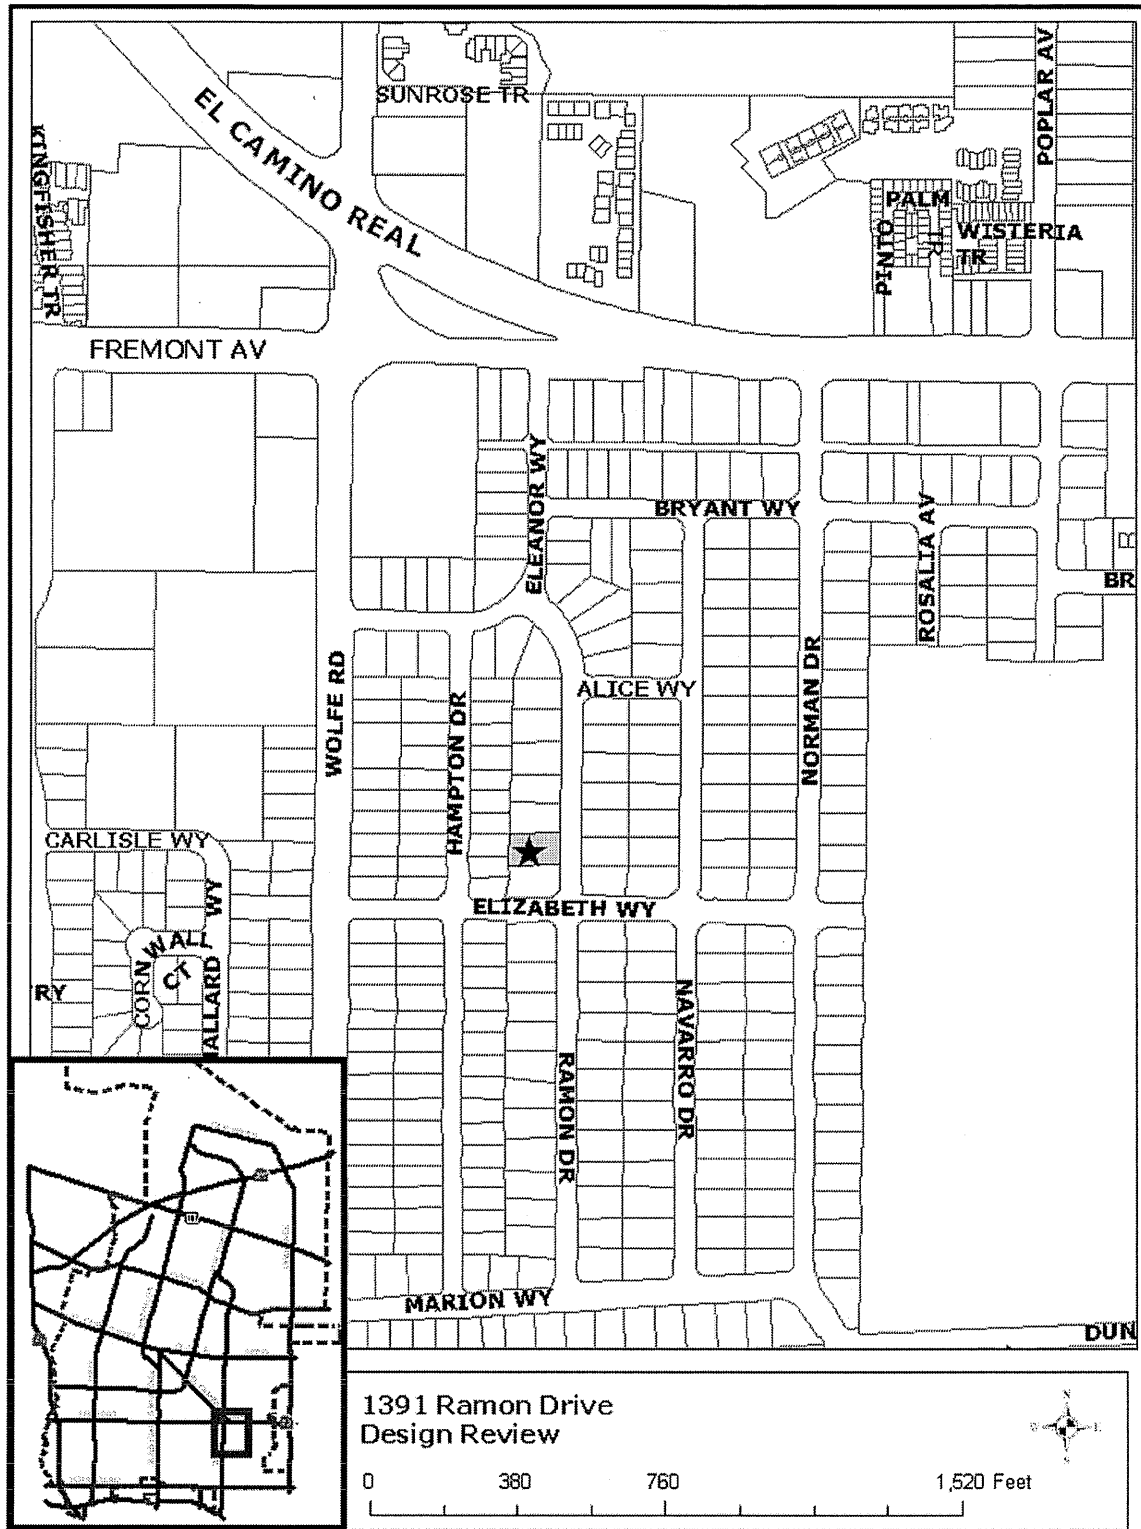 SUNROSE TR
POPLAR AV
EL CAMINO REAL
KINGFISHER TR
PALM
TR
PINTO
WISTERIA
TR
FREMONT AV
ELEANOR WY
BRYANT WY
ROSALIA AV
BR
WOLFE RD
HAMPTON DR
ALICE WY
NORMAN DR
CARLISLE WY
ELIZABETH WY
WY
CORNWALL
CT
RY
ALLARD
NAVARRO DR
RAMON DR
MARION WY
DUN
1391 Ramon Drive
Design Review
N
0 380 760 1,520 Feet